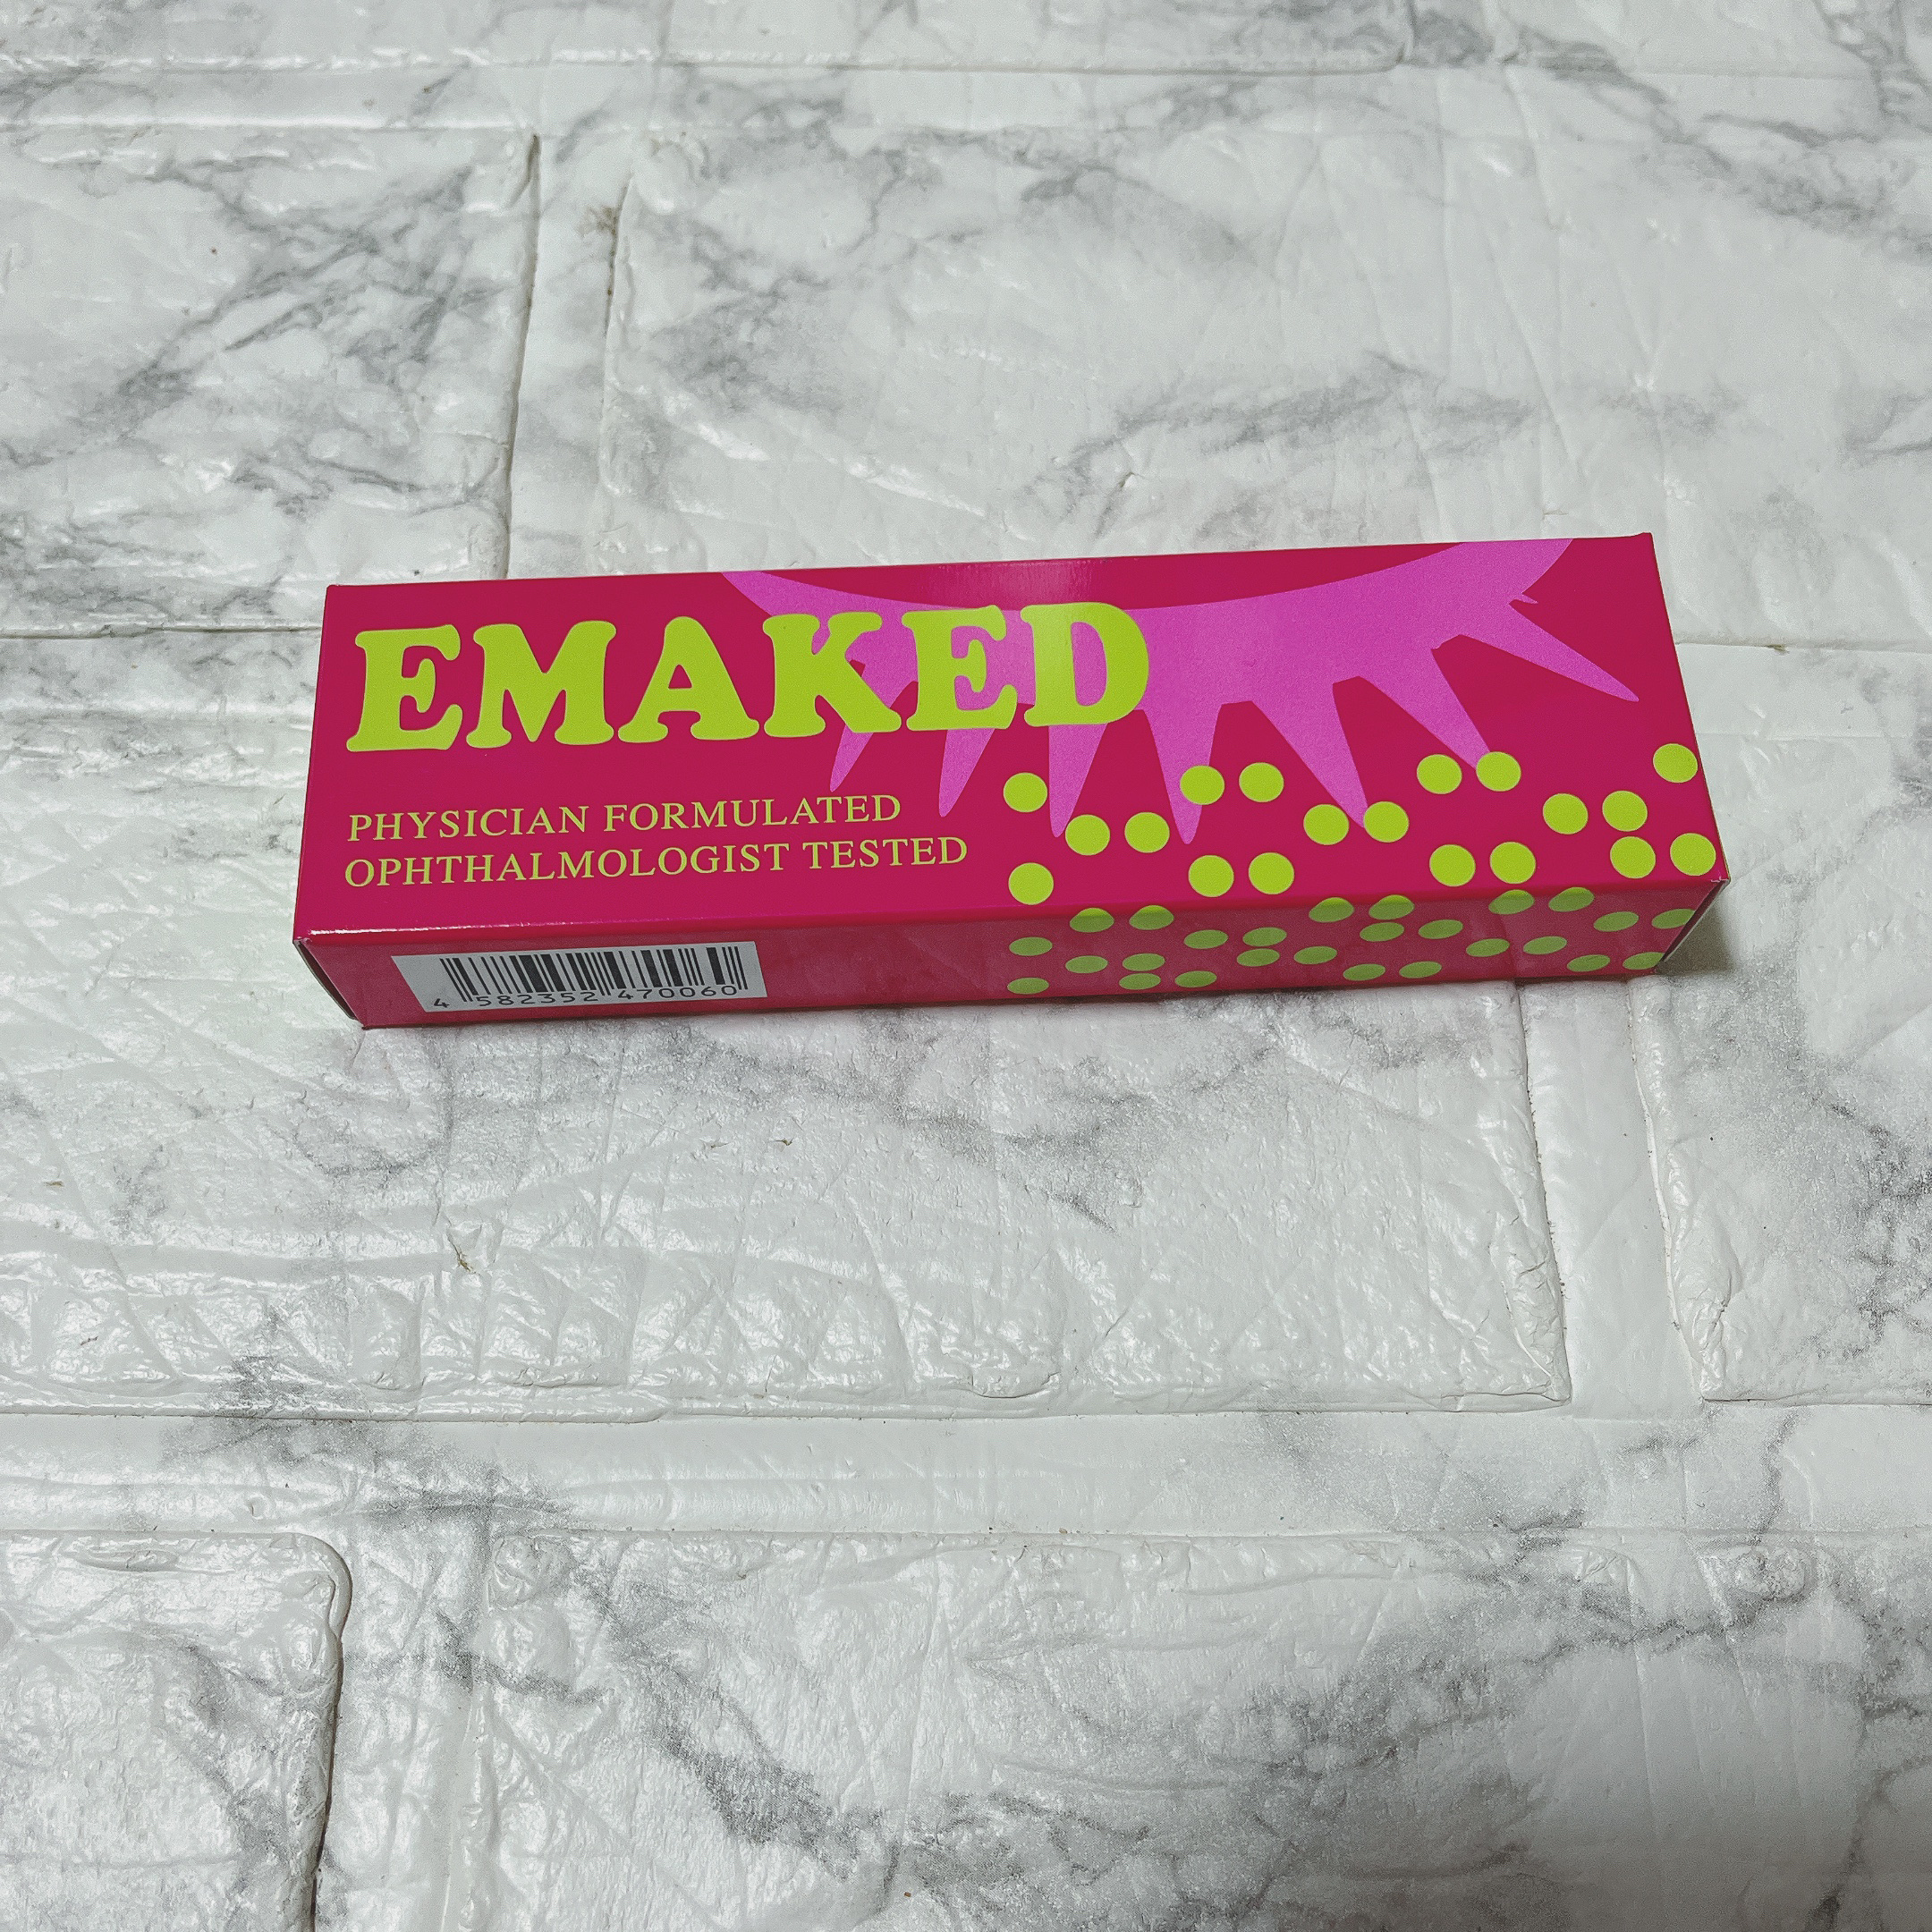 EMAKED
PHYSICIAN FORMULATED
OPHTHALMOLOGIST TESTED
4 582352 470060